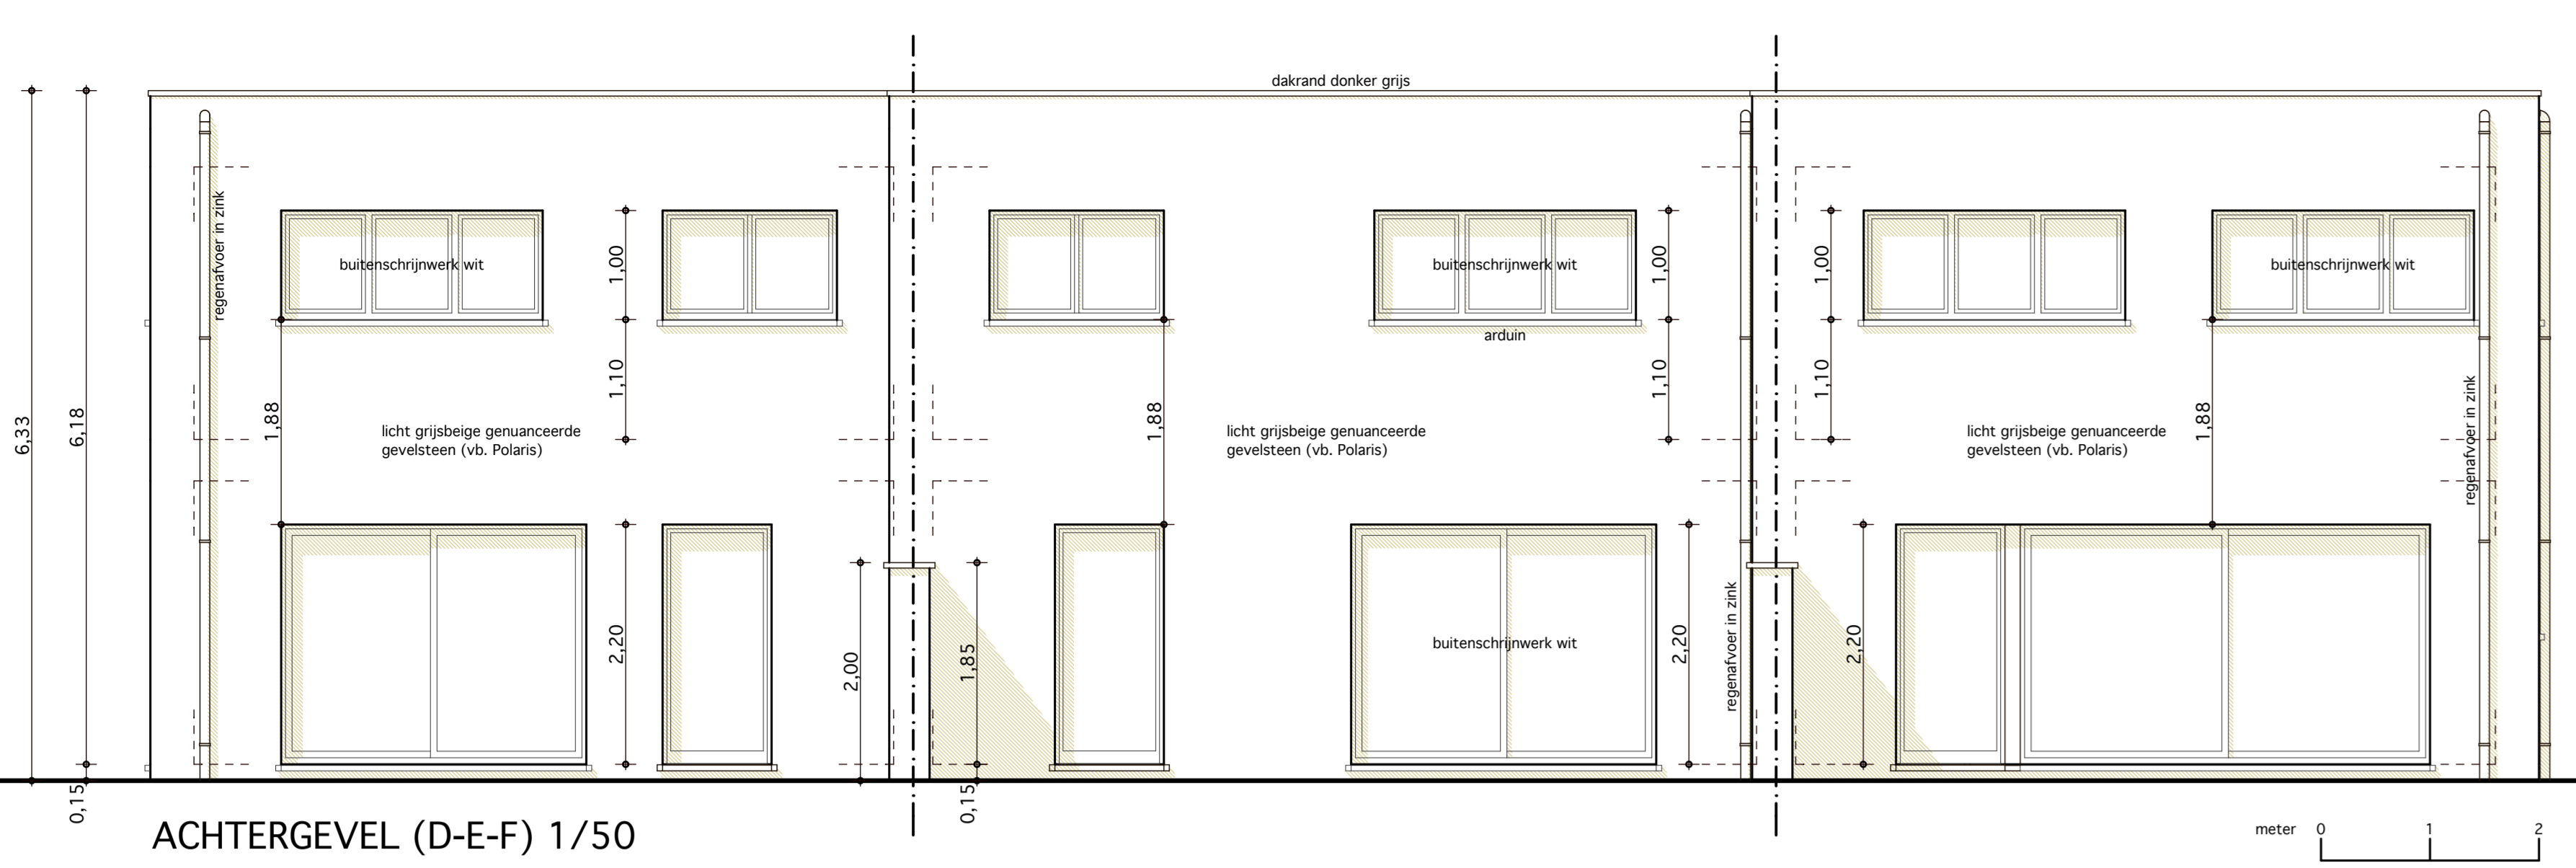 dakrand donker grijs
regenafvoer in zink
buitenschrijnwerk wit
1,00
buitenschrijnwerk wit
1,00
1,00
buitenschrijnwerk wit
arduin
1,10
1,10
1,10
6,33
6,18
1,88
licht grijsbeige genuanceerde
gevelsteen (vb. Polaris)
1,88
licht grijsbeige genuanceerde
gevelsteen (vb. Polaris)
licht grijsbeige genuanceerde
gevelsteen (vb. Polaris)
1,88
regenafvoer in zink
2,20
2,00
1,85
buitenschrijnwerk wit
2,20
regenafvoer in zink
2,20
0,15
0,15
ACHTERGEVEL (D-E-F) 1/50
meter 0 1 2